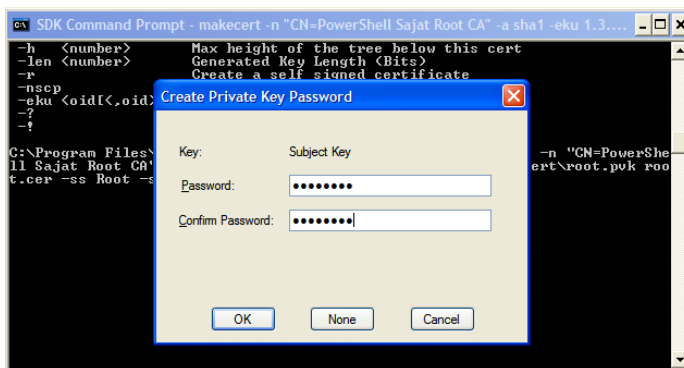 SDK Command Prompt - makecert -n "CN=PowerShell Sajat Root CA" -a sha1 -eku 1.3....
-h <number> Max height of the tree below this cert
-len <number> Generated Key Length (Bits)
-r Create a self signed certificate
-nscp
-eku <oid[<,oid>
-?
-!
Create Private Key Password
Key: Subject Key
Password: ●●●●●●●●
Confirm Password: ●●●●●●●●
OK None Cancel
C:\Program Files\ -n "CN=PowerShe
ll Sajat Root CA" ert\root.pvk roo
t.cer -ss Root -s